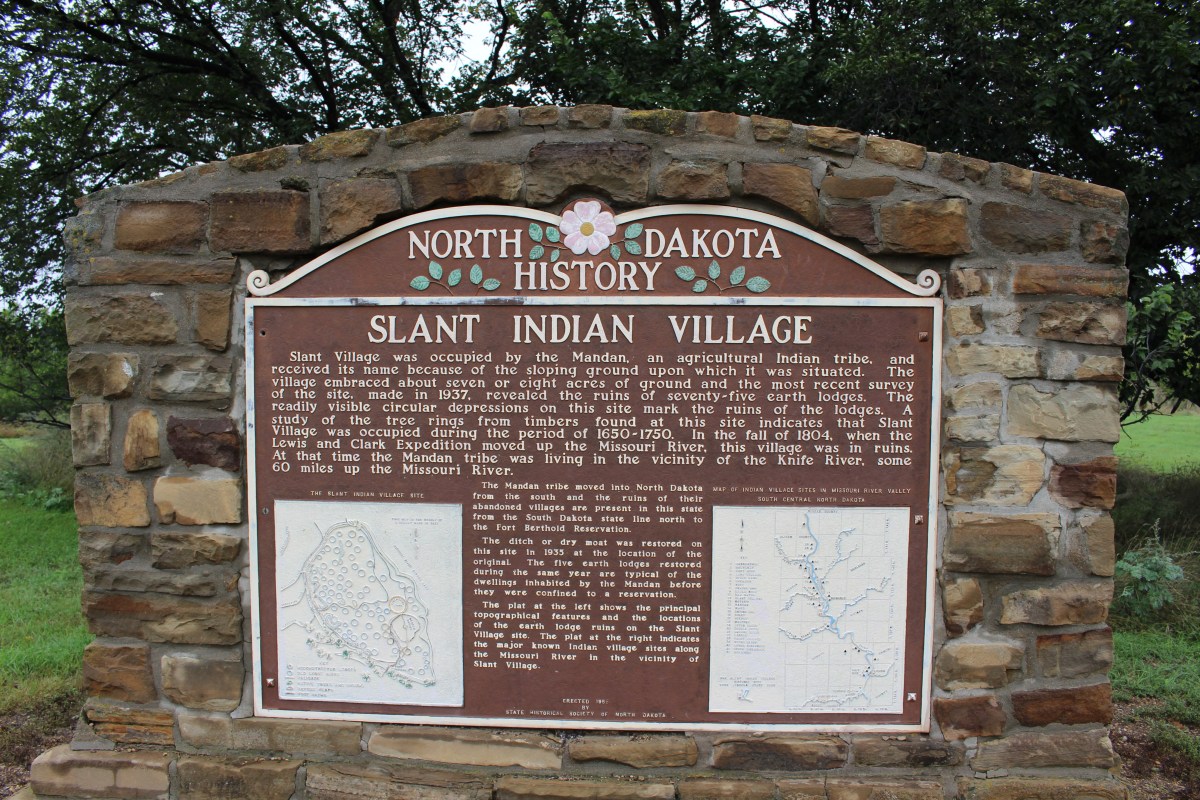 NORTH DAKOTA
HISTORY
SLANT INDIAN VILLAGE
Slant Village was occupied by the Mandan, an agricultural Indian tribe, and
received its name because of the sloping ground upon which it was situated. The
village embraced about seven or eight acres of ground and the most recent survey
of the site, made in 1937, revealed the ruins of seventy-five earth lodges. The
readily visible circular depressions on this site mark the ruins of the lodges. A
study of the tree rings from timbers found at this site indicates that Slant
Village was occupied during the period of 1650-1750. In the fall of 1804, when the
Lewis and Clark Expedition moved up the Missouri River, this village was in ruins.
At that time the Mandan tribe was living in the vicinity of the Knife River, some
60 miles up the Missouri River.
THE SLANT INDIAN VILLAGE SITE
The Mandan tribe moved into North Dakota
from the south and the ruins of their
abandoned villages are present in this state
from the South Dakota state line north to
the Fort Berthold Reservation.
The ditch or dry moat was restored on
this site in 1935 at the location of the
original. The five earth lodges restored
during the same year are typical of the
dwellings inhabited by the Mandan before
they were confined to a reservation.
The plat at the left shows the principal
topographical features and the locations
of the earth lodge ruins on the Slant
Village site. The plat at the right indicates
the major known Indian village sites along
the Missouri River in the vicinity of
Slant Village.
MAP OF INDIAN VILLAGE SITES IN MISSOURI RIVER VALLEY
SOUTH CENTRAL NORTH DAKOTA
ERECTED
BY
STATE HISTORICAL SOCIETY OF NORTH DAKOTA